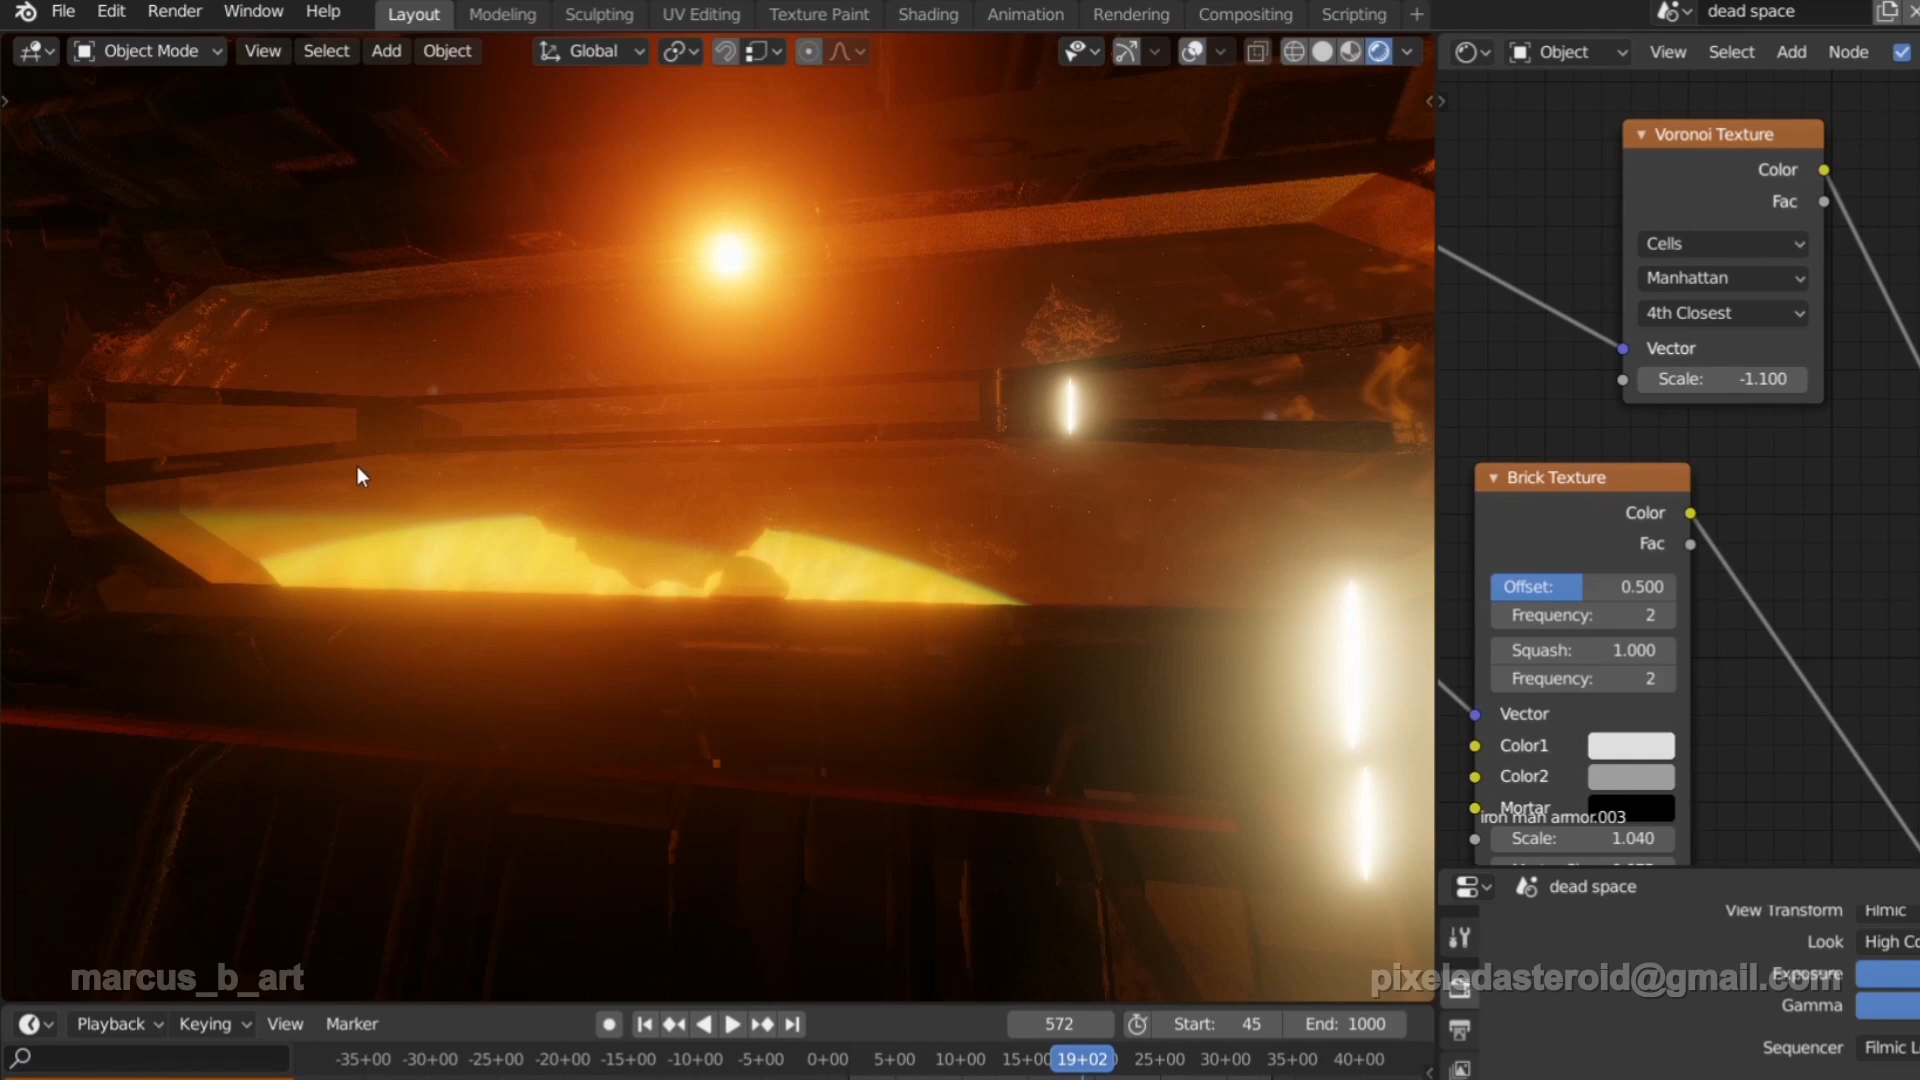 File Edit Render Window Help Layout Modeling Sculpting UV Editing Texture Paint Shading Animation Rendering Compositing Scripting + dead space
Object Mode View Select Add Object Global Object View Select Add Node
Voronoi Texture
Color
Fac
Cells
Manhattan
4th Closest
Vector
Scale: -1.100
Brick Texture
Color
Fac
Offset: 0.500
Frequency: 2
Squash: 1.000
Frequency: 2
Vector
Color1
Color2
Mortar
iron man armor.003
Scale: 1.040
dead space
View Transform Filmic
Look High
Exposure
Gamma
Sequencer Filmic
marcus_b_art
pixeledasteroid@gmail.com
Playback Keying View Marker 572 Start: 45 End: 1000
-35+00 -30+00 -25+00 -20+00 -15+00 -10+00 -5+00 0+00 5+00 10+00 15+00 19+02 25+00 30+00 35+00 40+00